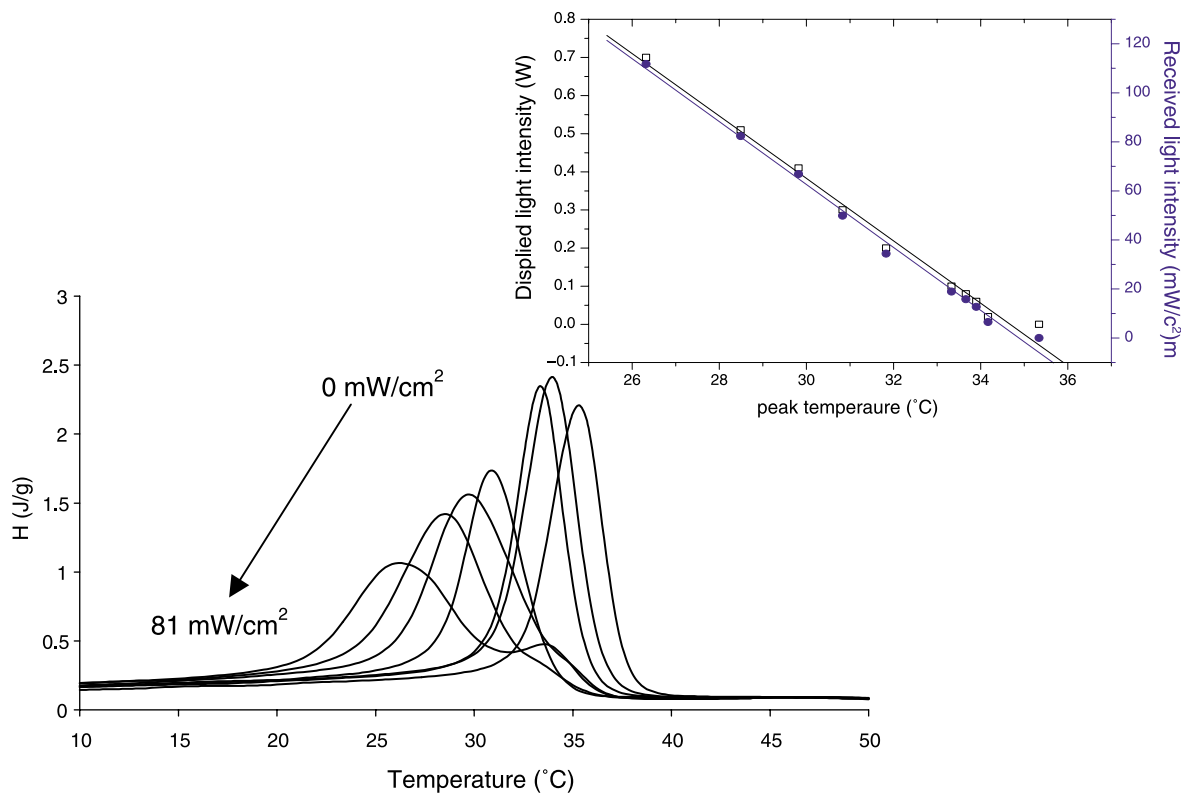 0.8
0.7
0.6
0.5
0.4
0.3
0.2
0.1
0.0
−0.1
Displied light intensity (W)
120
100
80
60
40
20
0
Received light intensity (mW/c²)m
26 28 30 32 34 36
peak temperaure (˚C)
3
2.5
2
1.5
1
0.5
0
H (J/g)
0 mW/cm²
81 mW/cm²
10 15 20 25 30 35 40 45 50
Temperature (˚C)